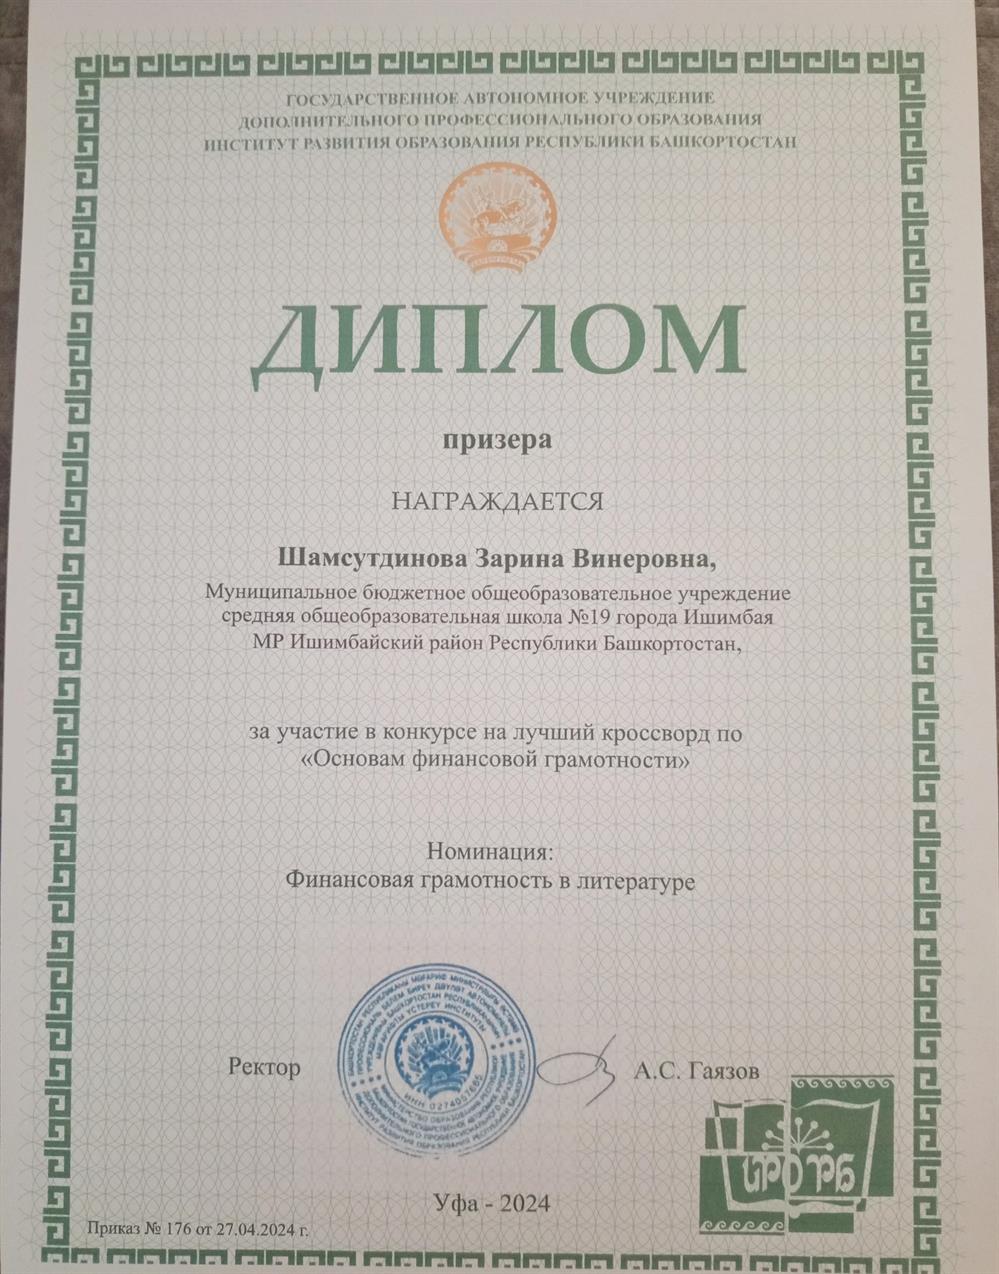 ГОСУДАРСТВЕННОЕ АВТОНОМНОЕ УЧРЕЖДЕНИЕ
ДОПОЛНИТЕЛЬНОГО ПРОФЕССИОНАЛЬНОГО ОБРАЗОВАНИЯ
ИНСТИТУТ РАЗВИТИЯ ОБРАЗОВАНИЯ РЕСПУБЛИКИ БАШКОРТОСТАН
ДИПЛОМ
призера
НАГРАЖДАЕТСЯ
Шамсутдинова Зарина Винеровна,
Муниципальное бюджетное общеобразовательное учреждение
средняя общеобразовательная школа №19 города Ишимбая
МР Ишимбайский район Республики Башкортостан,
за участие в конкурсе на лучший кроссворд по
«Основам финансовой грамотности»
Номинация:
Финансовая грамотность в литературе
Ректор
А.С. Гаязов
ИНН 0274057665
ИРО РБ
Уфа - 2024
Приказ № 176 от 27.04.2024 г.